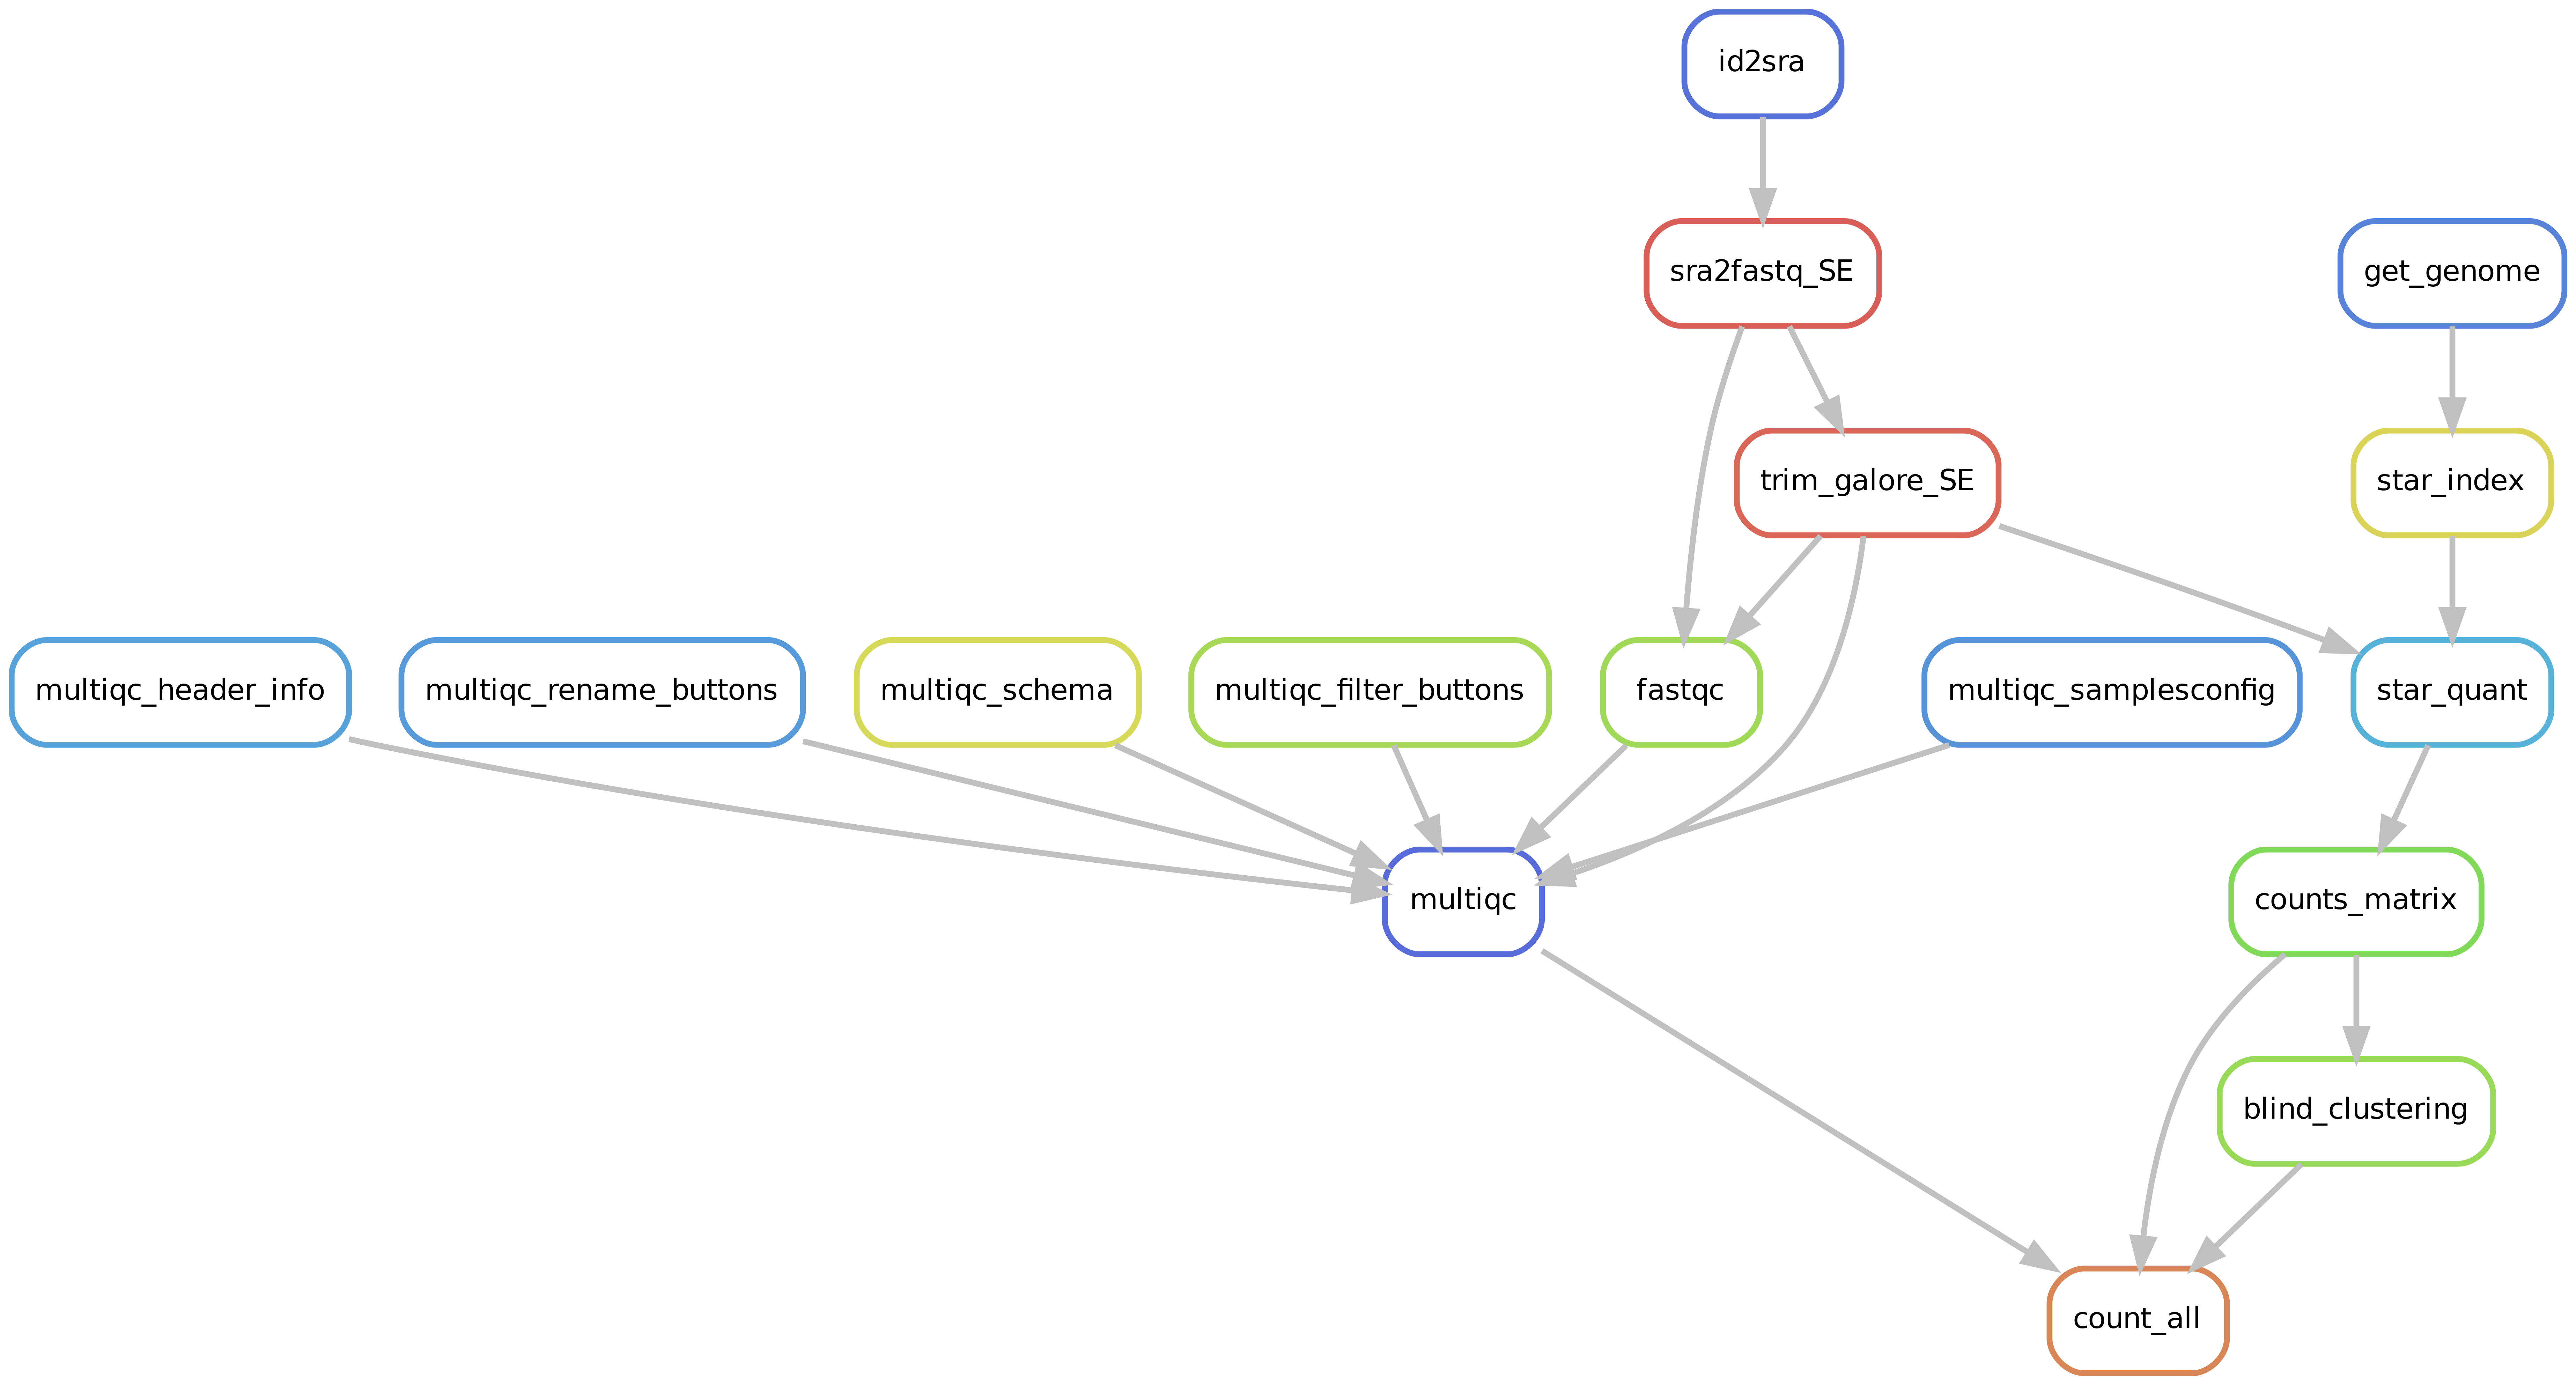 id2sra
sra2fastq_SE
get_genome
trim_galore_SE
star_index
multiqc_header_info
multiqc_rename_buttons
multiqc_schema
multiqc_filter_buttons
fastqc
multiqc_samplesconfig
star_quant
multiqc
counts_matrix
blind_clustering
count_all